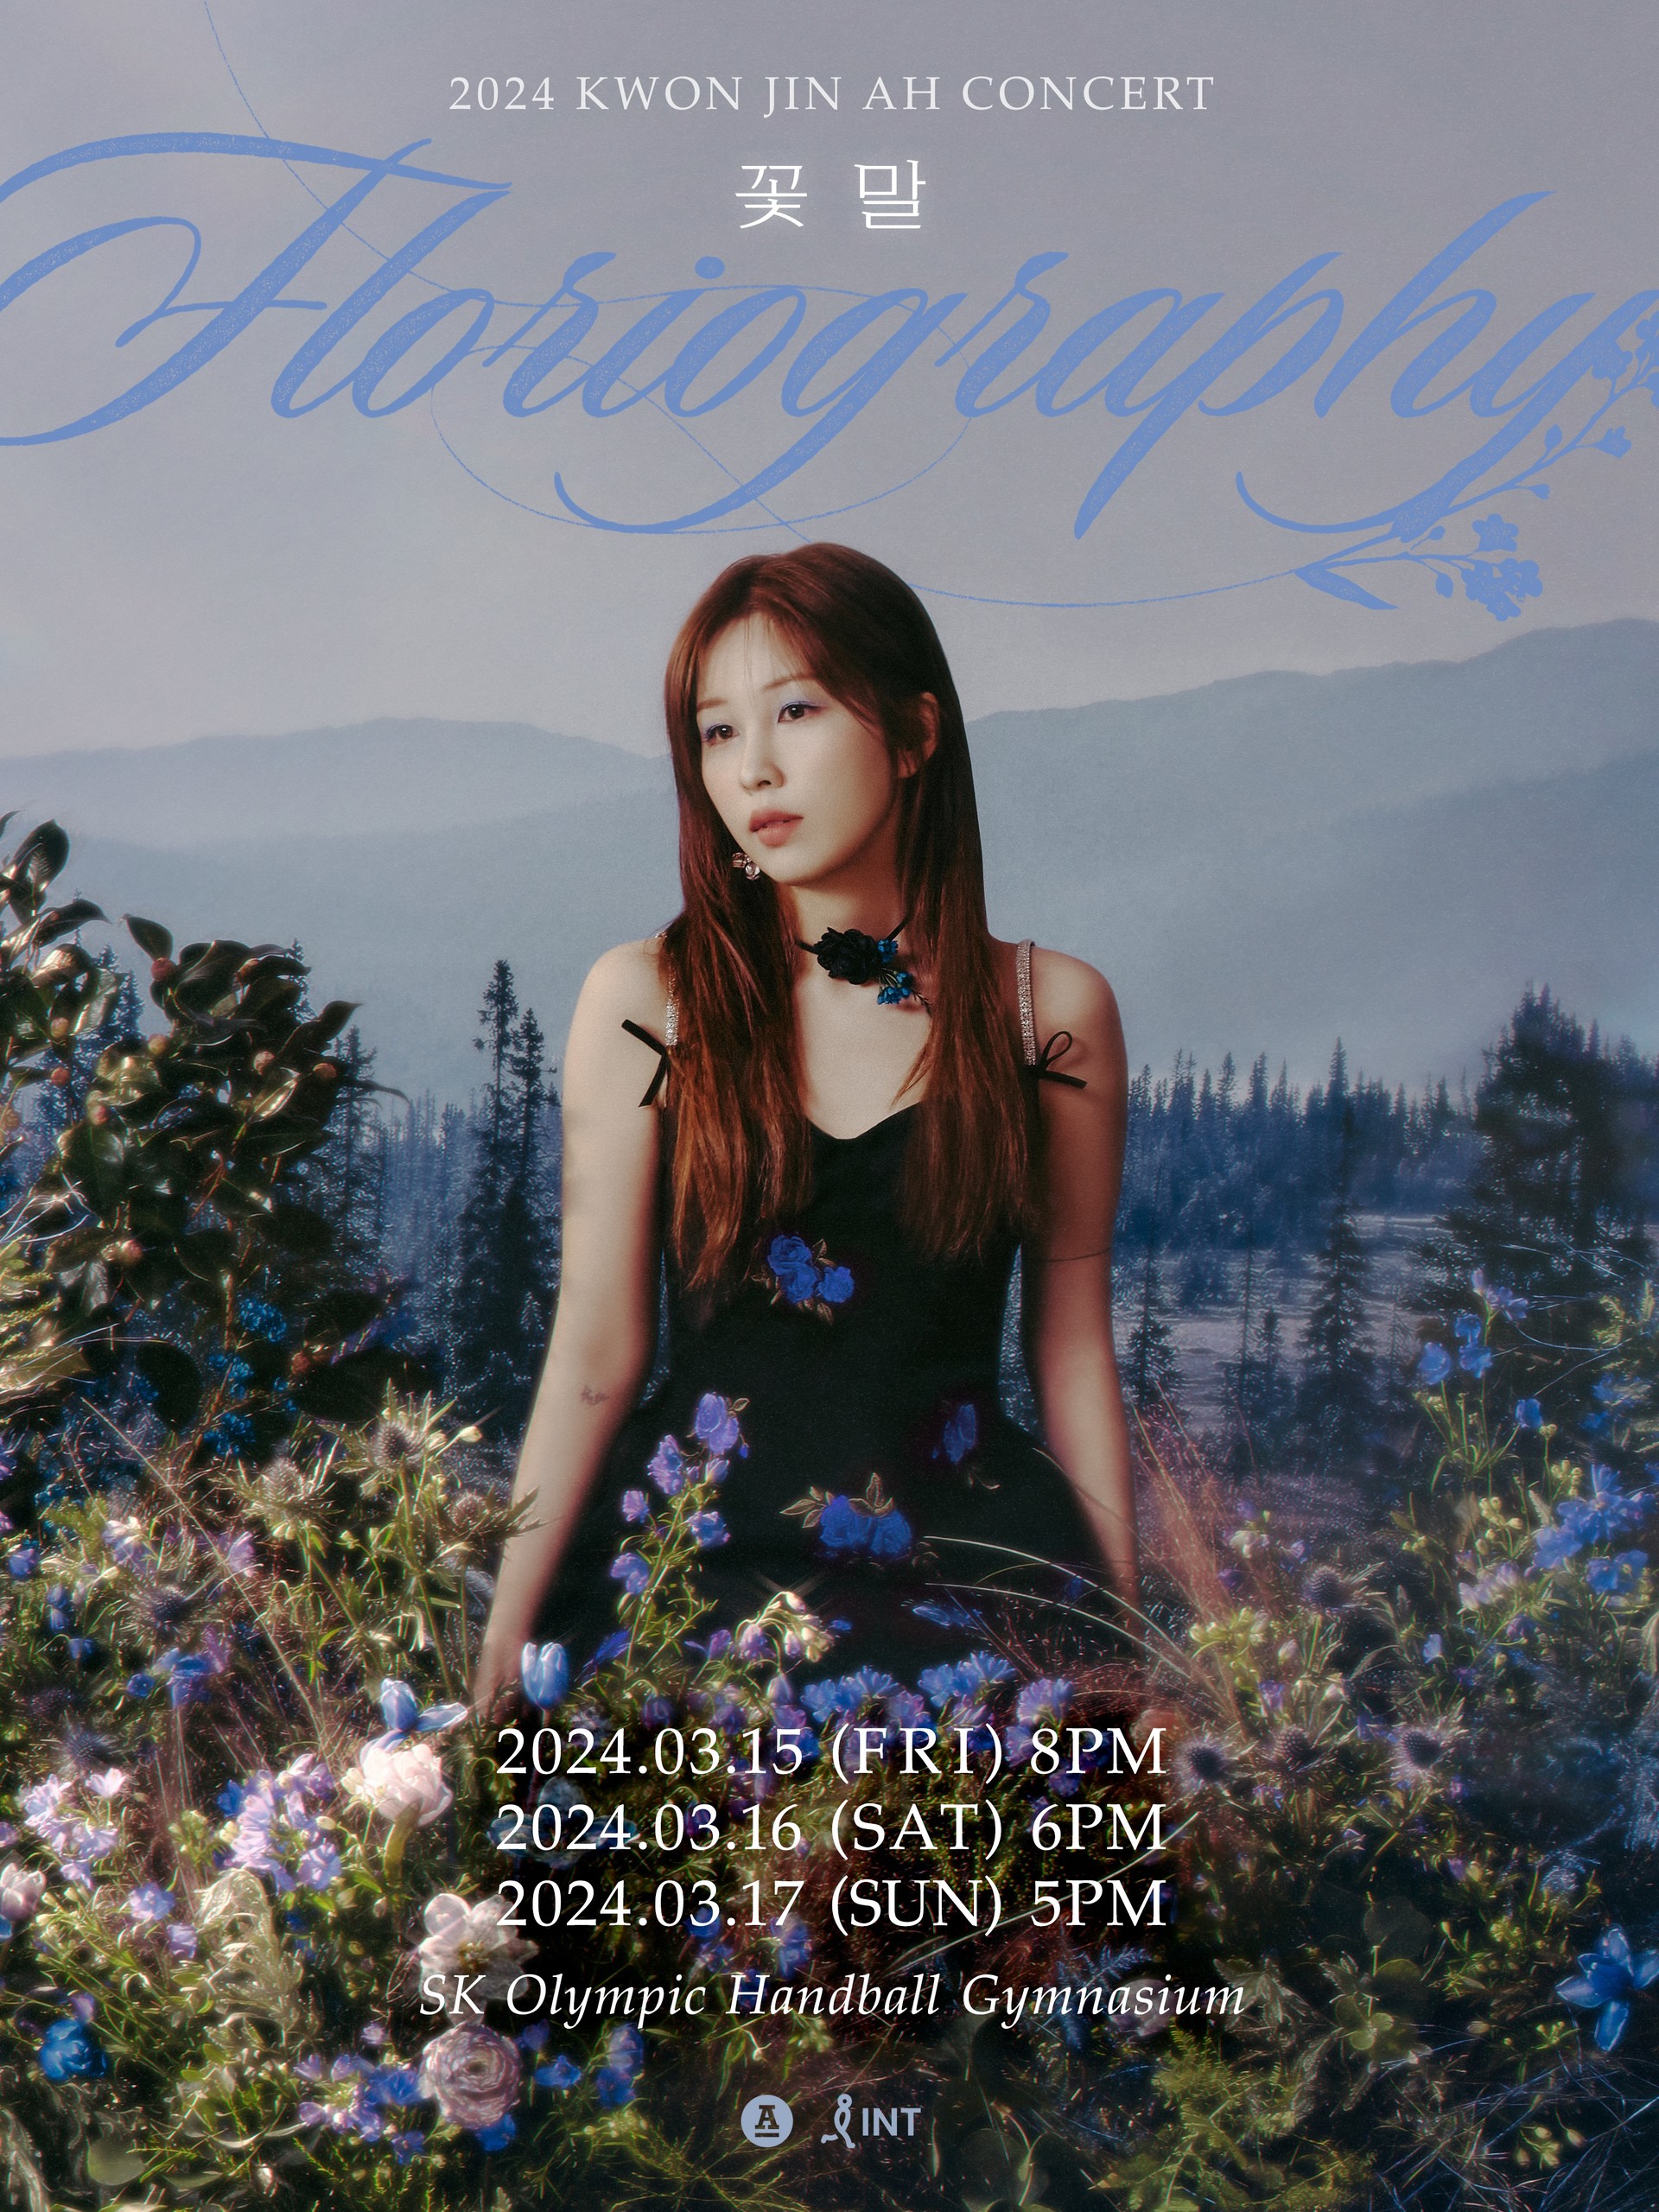 2024 KWON JIN AH CONCERT
꽃말
Floriography
2024.03.15 (FRI) 8PM
2024.03.16 (SAT) 6PM
2024.03.17 (SUN) 5PM
SK Olympic Handball Gymnasium
A INT